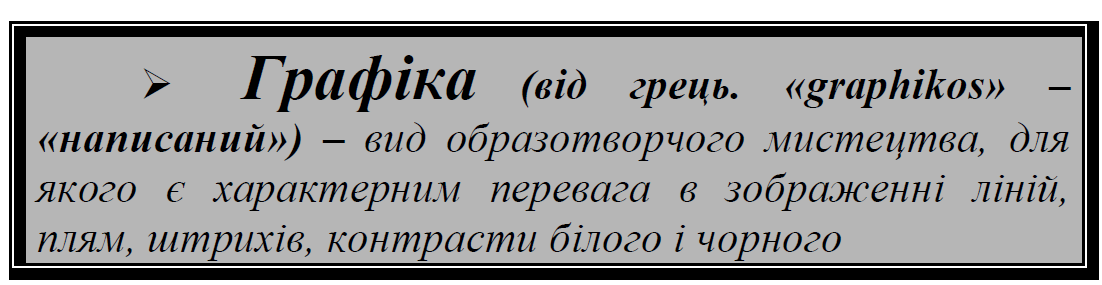 ➢ Графіка (від грець. «graphikos» –
«написаний») – вид образотворчого мистецтва, для
якого є характерним перевага в зображенні ліній,
плям, штрихів, контрасти білого і чорного